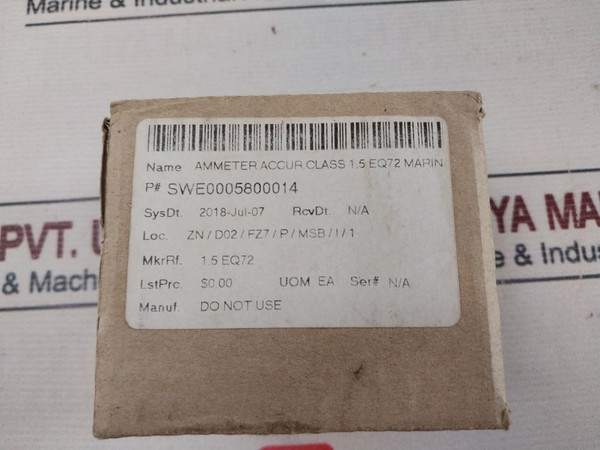 Marine & Industrial
Name AMMETER ACCUR CLASS 1.5 EQ72 MARIN
P# SWE0005800014
SysDt. 2018-Jul-07 RcvDt. N/A
Loc. ZN / D02 / FZ7 / P / MSB / I / 1
MkrRf. 1.5 EQ72
LstPrc. $0.00 UOM EA Ser# N/A
Manuf. DO NOT USE
PVT.
& Mach
YA MA
& Indus